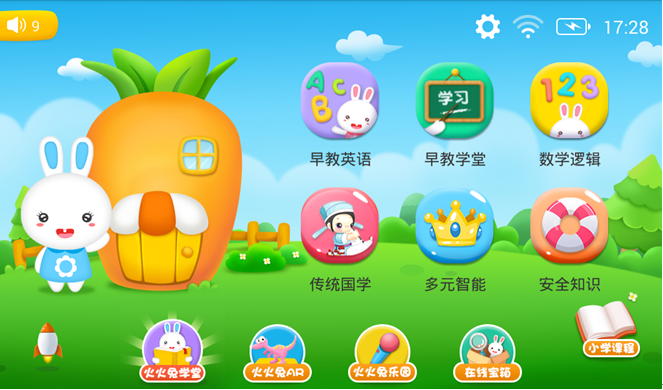 9
17:28
A
B
C
学习
1 2 3
早教英语
早教学堂
数学逻辑
传统国学
多元智能
安全知识
火火兔学堂
火火兔AR
火火兔乐园
在线宝箱
小学课程